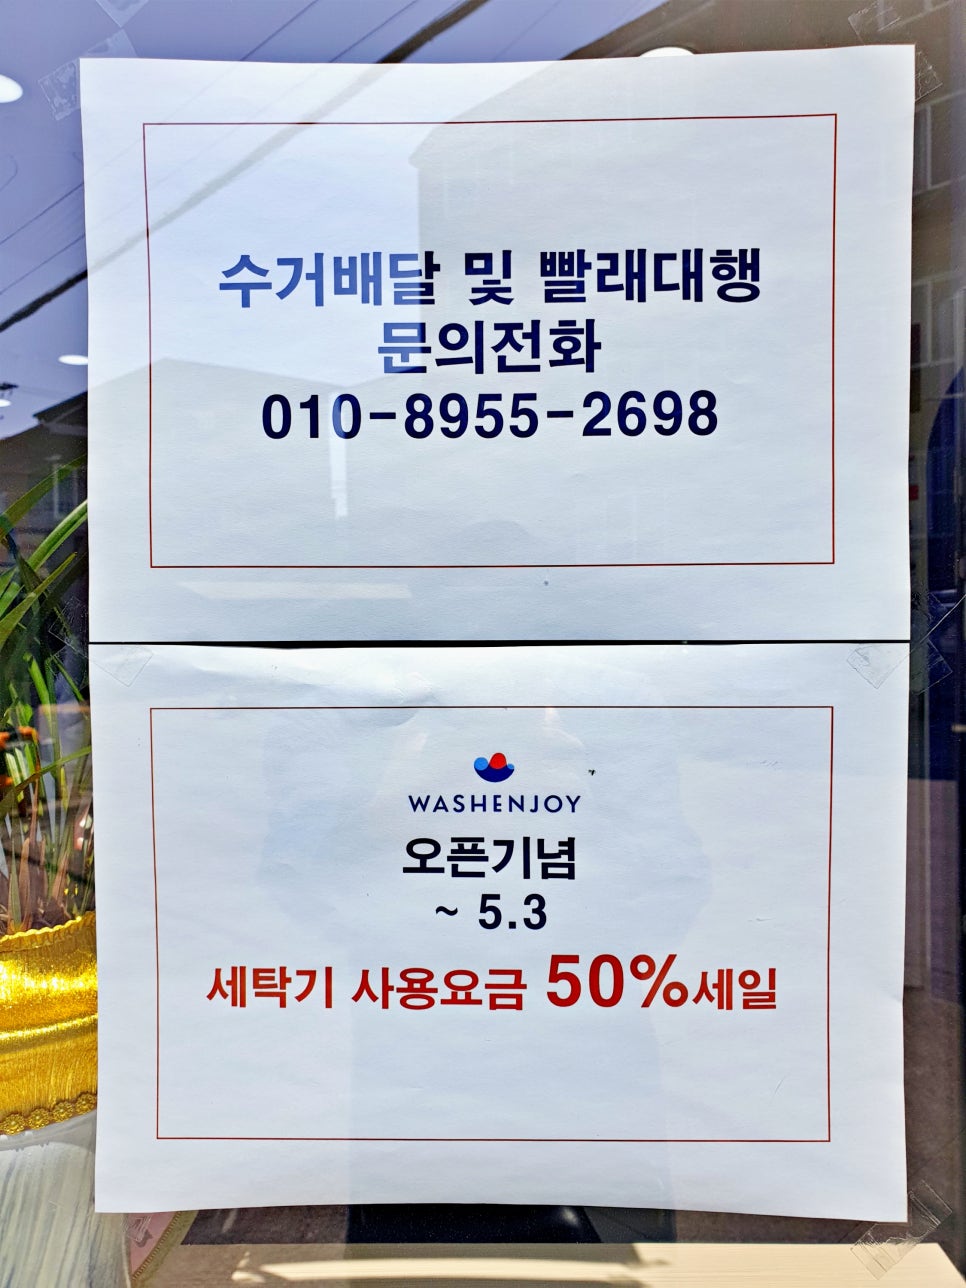 수거배달 및 빨래대행
문의전화
010-8955-2698
WASHENJOY
오픈기념
~ 5.3
세탁기 사용요금 50%세일